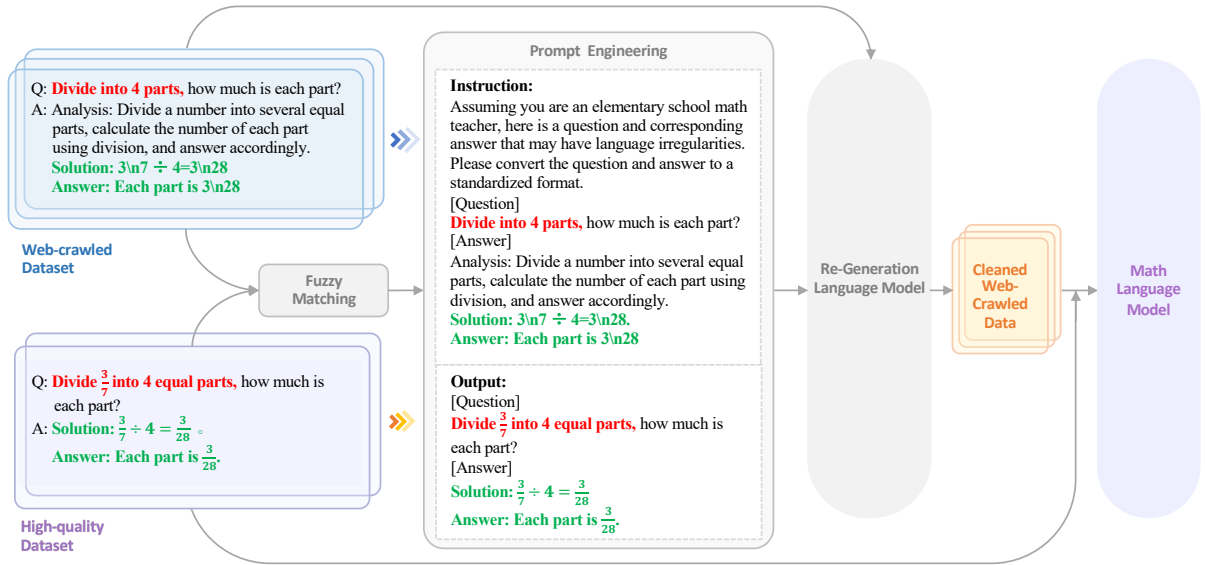 Q: Divide into 4 parts, how much is each part?
A: Analysis: Divide a number into several equal
parts, calculate the number of each part
using division, and answer accordingly.
Solution: 3\n7 ÷ 4=3\n28
Answer: Each part is 3\n28
Web-crawled
Dataset
Fuzzy
Matching
Q: Divide 3/7 into 4 equal parts, how much is
each part?
A: Solution: 3/7 ÷ 4 = 3/28 。
Answer: Each part is 3/28.
High-quality
Dataset
Prompt Engineering
Instruction:
Assuming you are an elementary school math
teacher, here is a question and corresponding
answer that may have language irregularities.
Please convert the question and answer to a
standardized format.
[Question]
Divide into 4 parts, how much is each part?
[Answer]
Analysis: Divide a number into several equal
parts, calculate the number of each part using
division, and answer accordingly.
Solution: 3\n7 ÷ 4=3\n28.
Answer: Each part is 3\n28
Output:
[Question]
Divide 3/7 into 4 equal parts, how much is
each part?
[Answer]
Solution: 3/7 ÷ 4 = 3/28
Answer: Each part is 3/28.
Re-Generation
Language Model
Cleaned
Web-
Crawled
Data
Math
Language
Model